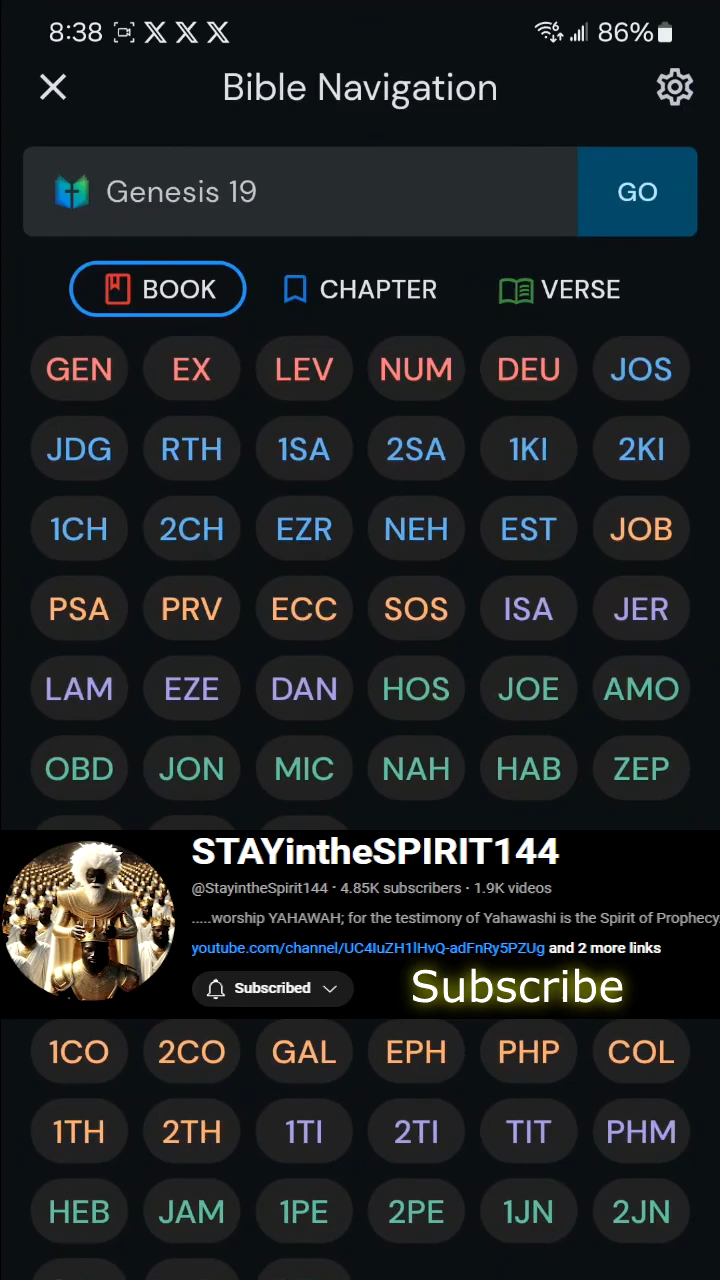 8:38 86%
Bible Navigation
Genesis 19 GO
BOOK CHAPTER VERSE
GEN EX LEV NUM DEU JOS
JDG RTH 1SA 2SA 1KI 2KI
1CH 2CH EZR NEH EST JOB
PSA PRV ECC SOS ISA JER
LAM EZE DAN HOS JOE AMO
OBD JON MIC NAH HAB ZEP
STAYintheSPIRIT144
@StayintheSpirit144 · 4.85K subscribers · 1.9K videos
.....worship YAHAWAH; for the testimony of Yahawashi is the Spirit of Prophecy.
youtube.com/channel/UC4IuZH1lHvQ-adFnRy5PZUg and 2 more links
Subscribed Subscribe
1CO 2CO GAL EPH PHP COL
1TH 2TH 1TI 2TI TIT PHM
HEB JAM 1PE 2PE 1JN 2JN